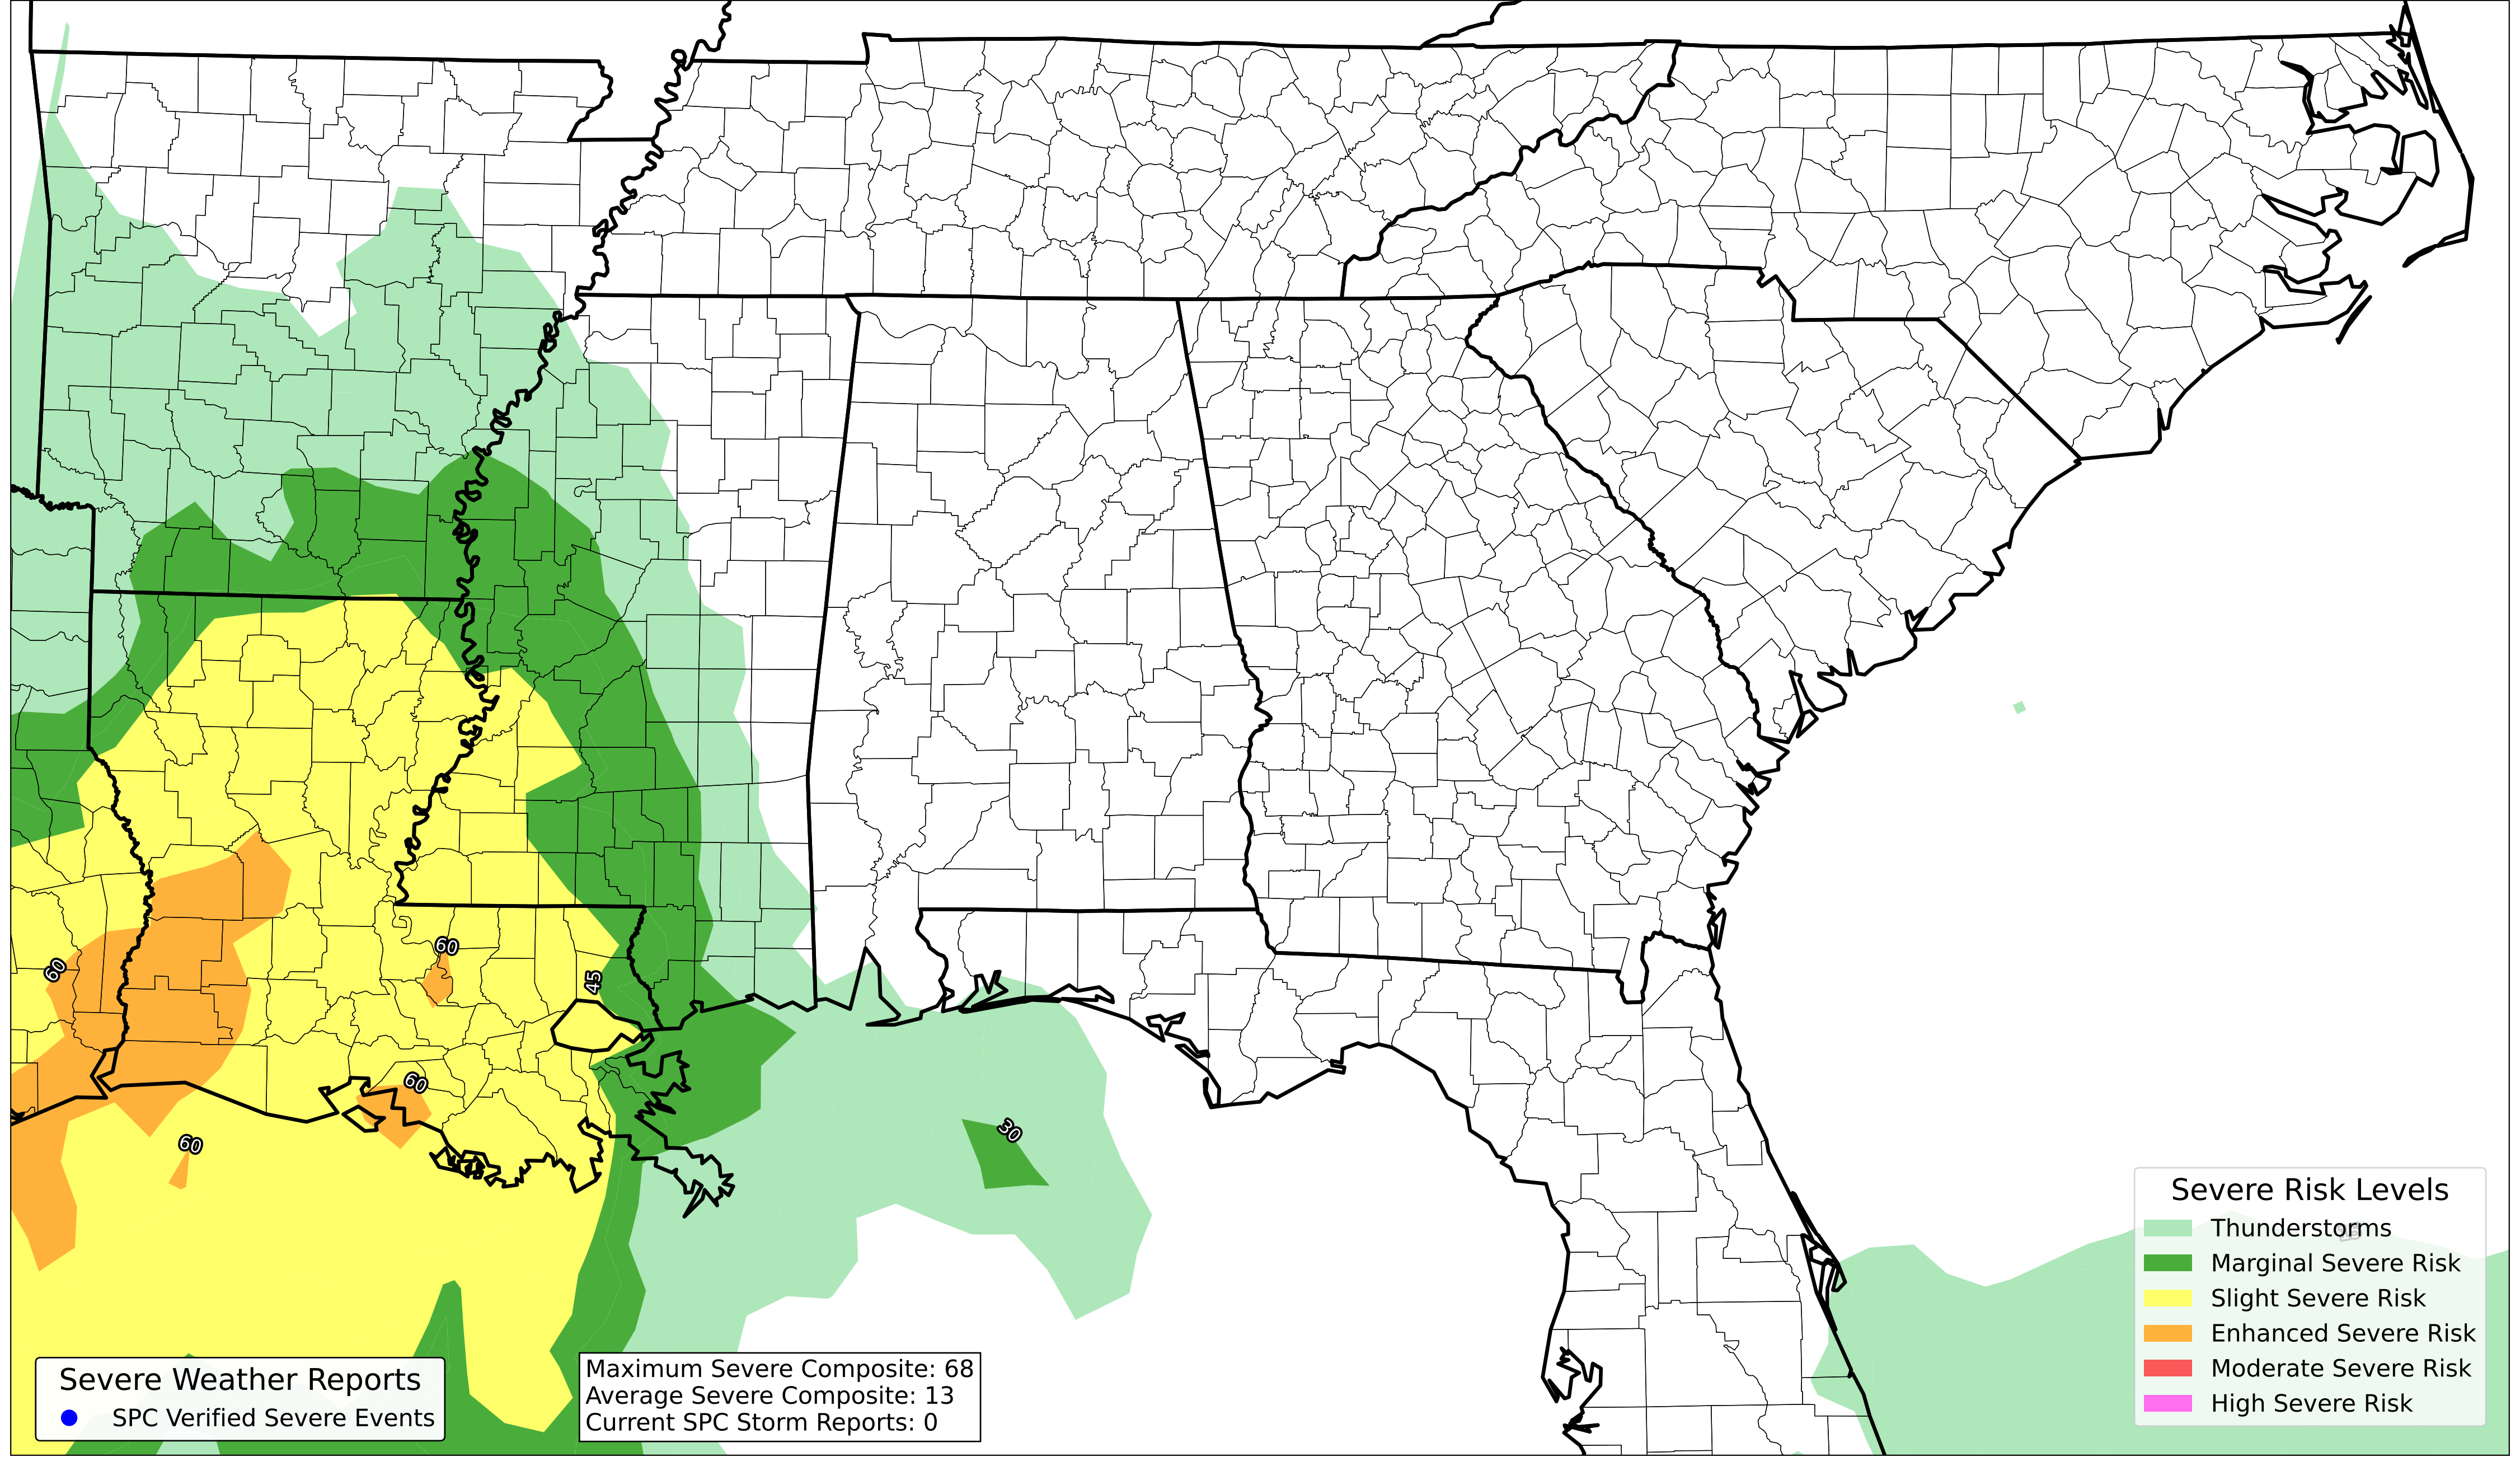 60
60
45
60
60
30
Severe Risk Levels
Thunderstorms
Marginal Severe Risk
Slight Severe Risk
Enhanced Severe Risk
Moderate Severe Risk
High Severe Risk
Severe Weather Reports
SPC Verified Severe Events
Maximum Severe Composite: 68
Average Severe Composite: 13
Current SPC Storm Reports: 0